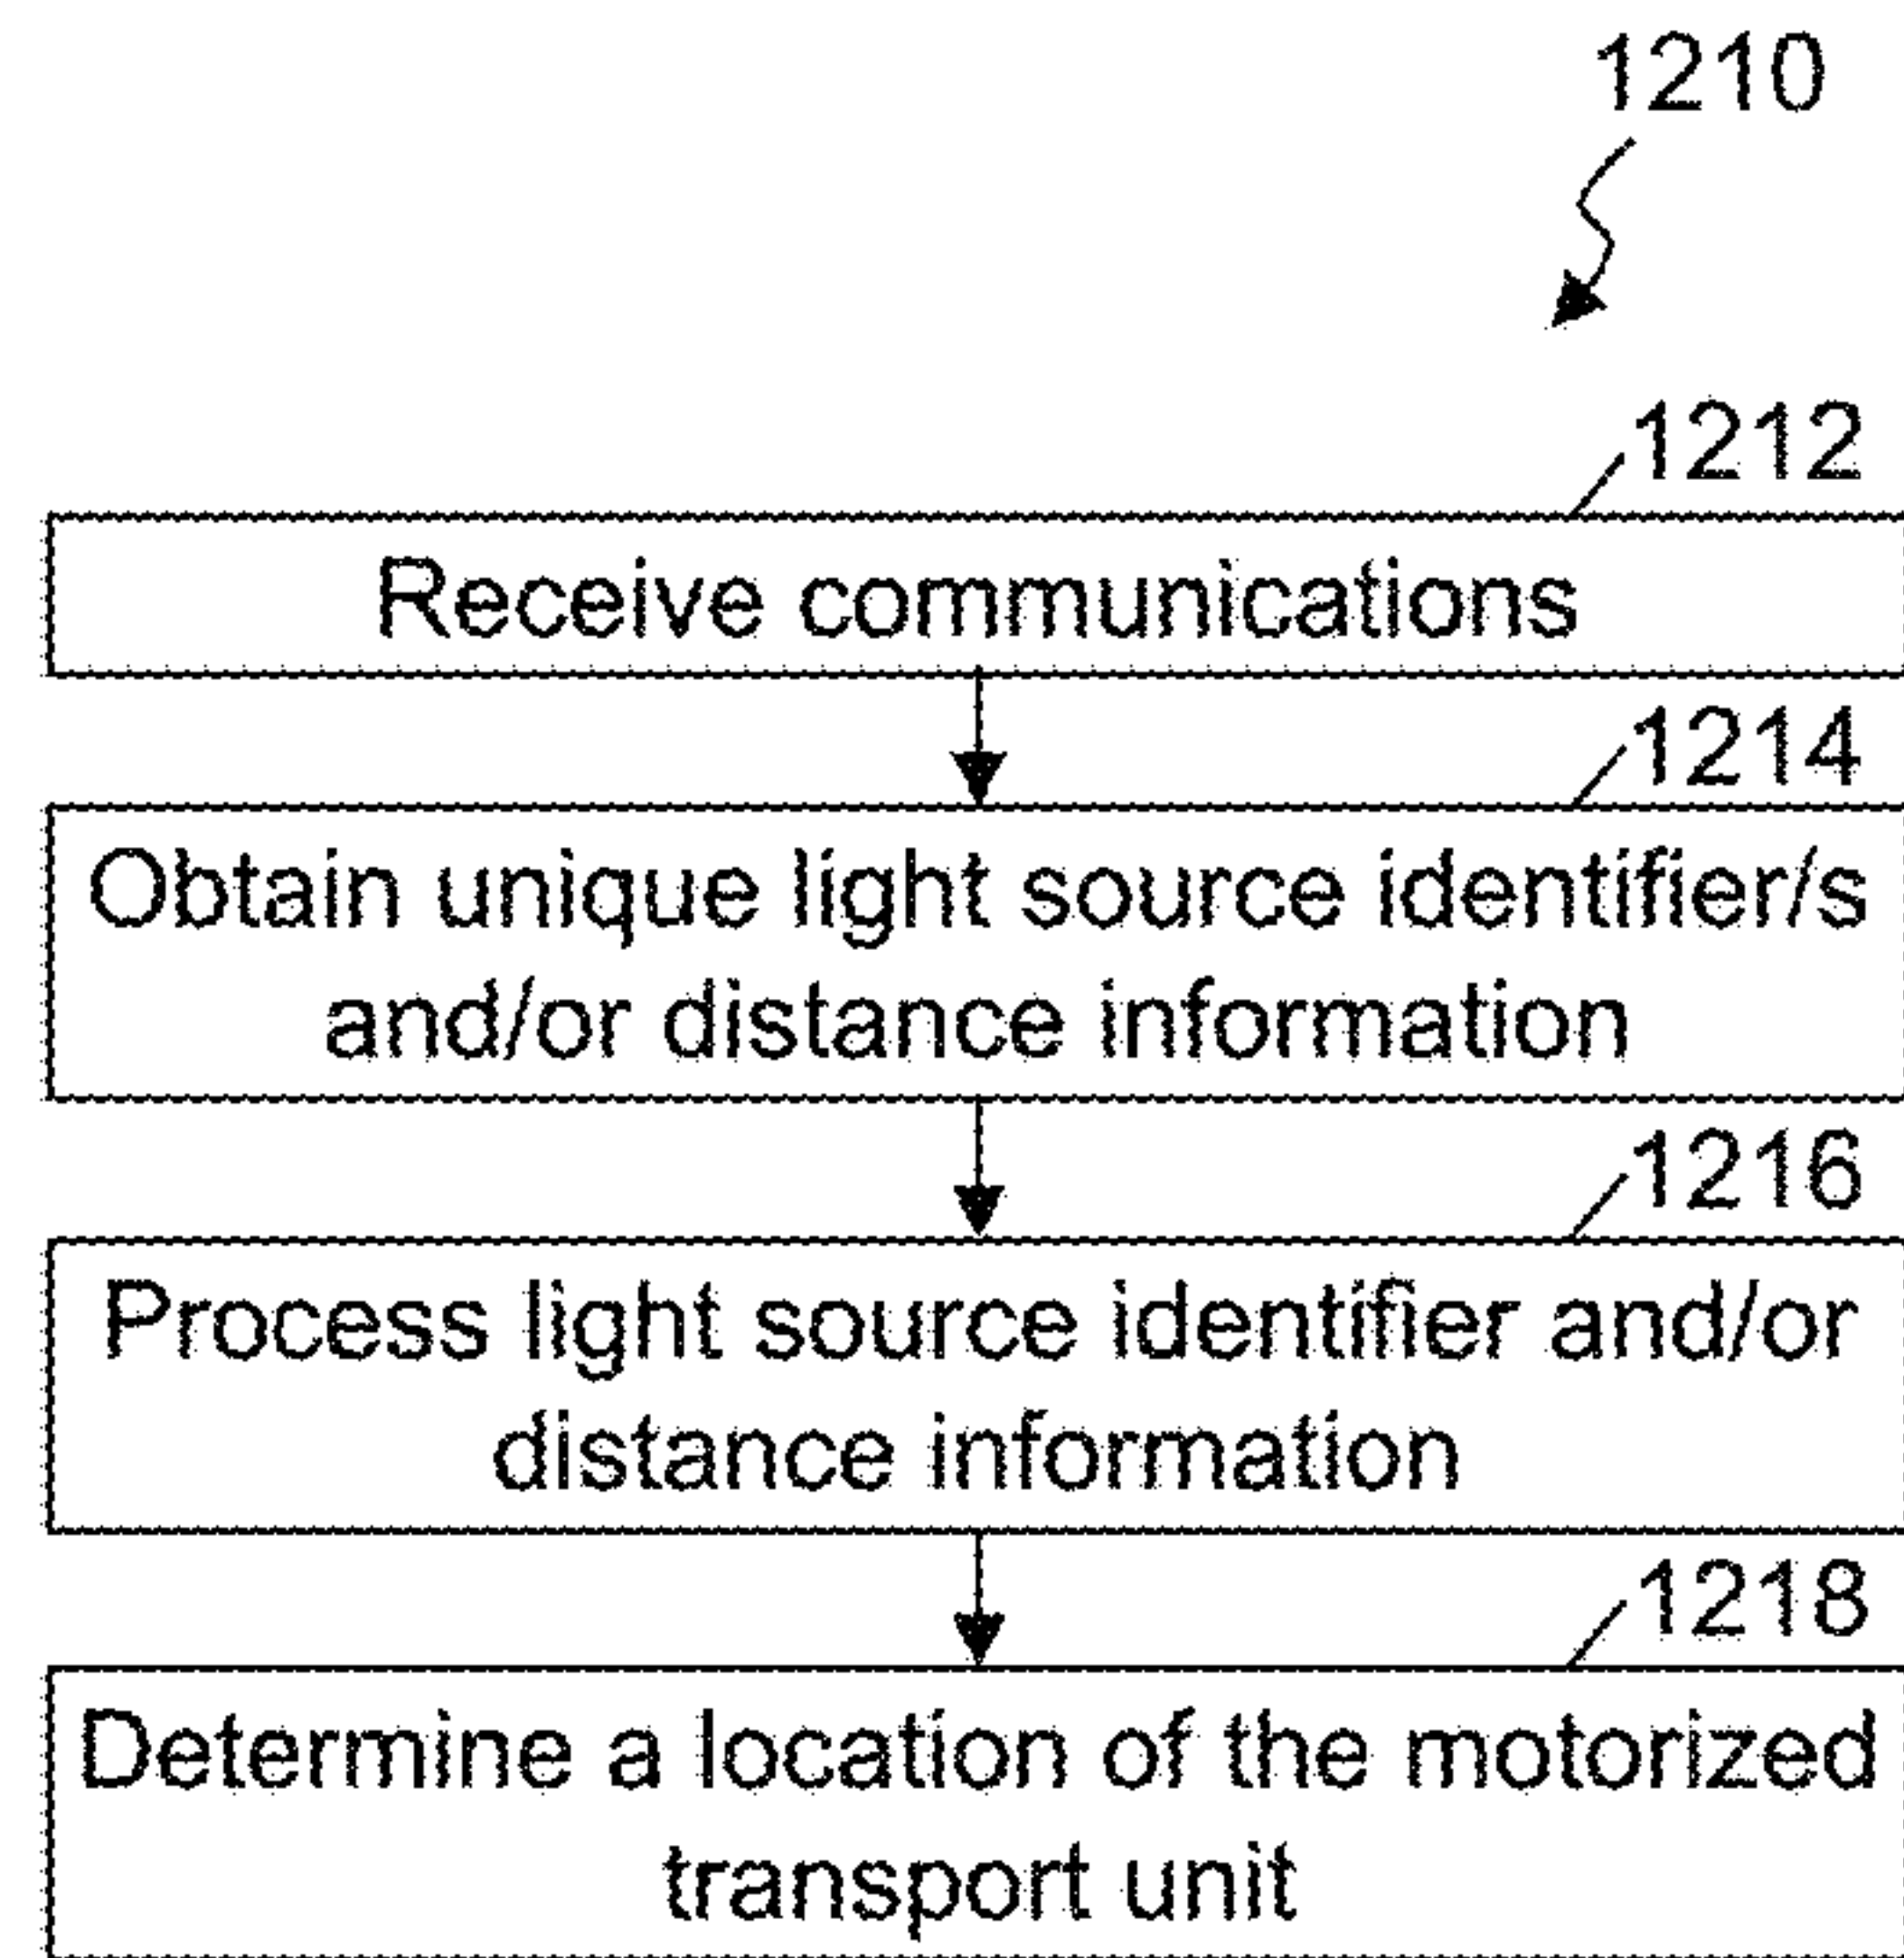 1210
1212
Receive communications
1214
Obtain unique light source identifier/s
and/or distance information
1216
Process light source identifier and/or
distance information
1218
Determine a location of the motorized
transport unit